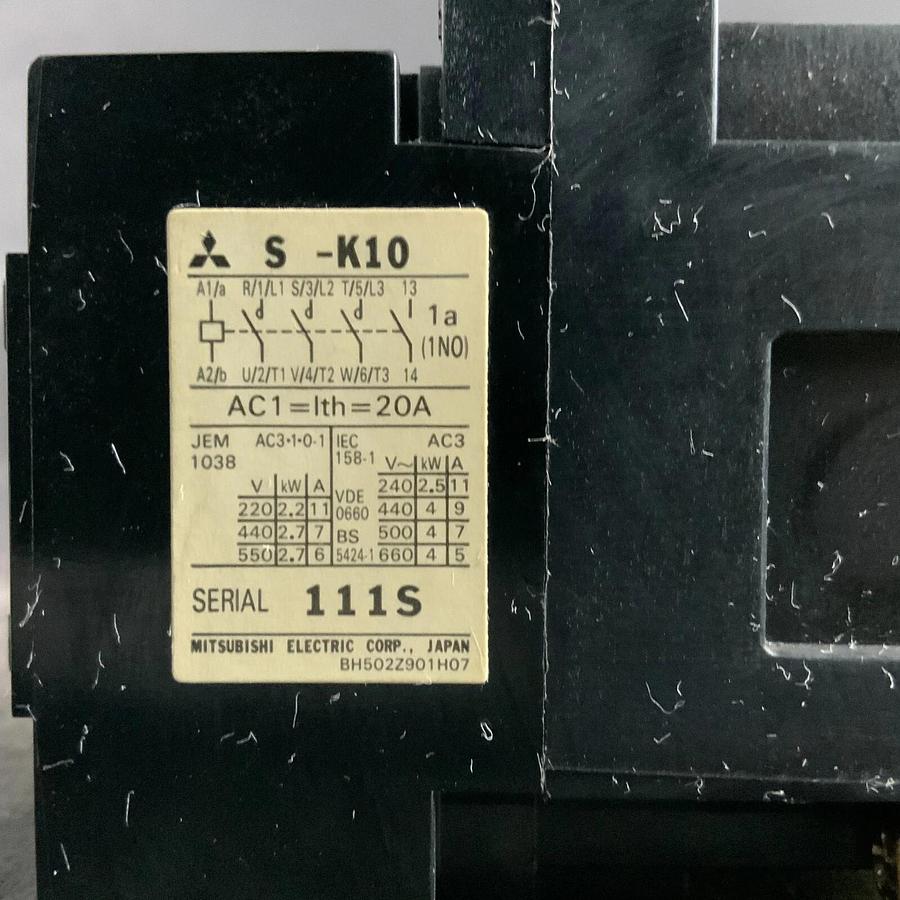 S -K10
A1/a R/1/L1 S/3/L2 T/5/L3 13
1a
(1NO)
A2/b U/2/T1 V/4/T2 W/6/T3 14
AC1=Ith=20A
JEM AC3·1·0-1
1038
V kW A
220 2.2 11
440 2.7 7
550 2.7 6
IEC AC3
158-1
VDE
0660
BS
5424-1
V~ kW A
240 2.5 11
440 4 9
500 4 7
660 4 5
SERIAL 111S
MITSUBISHI ELECTRIC CORP., JAPAN
BH502Z901H07